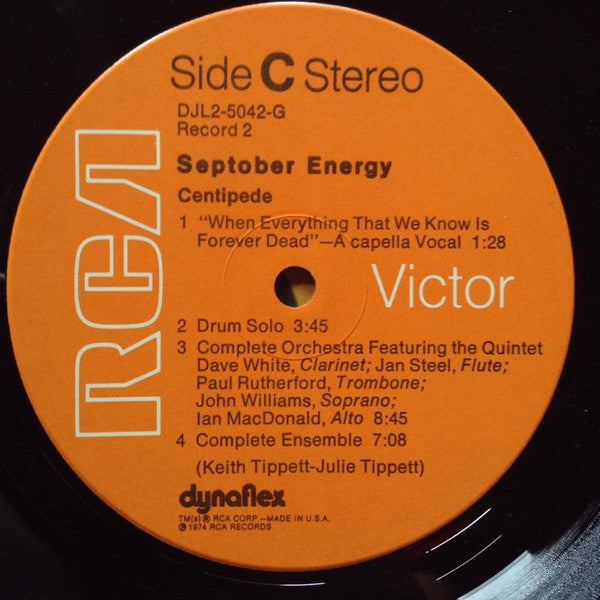 Side C Stereo
DJL2-5042-G
Record 2
Septober Energy
Centipede
1 "When Everything That We Know Is
Forever Dead"—A capella Vocal 1:28
RCA
Victor
2 Drum Solo 3:45
3 Complete Orchestra Featuring the Quintet
Dave White, Clarinet; Jan Steel, Flute;
Paul Rutherford, Trombone;
John Williams, Soprano;
Ian MacDonald, Alto 8:45
4 Complete Ensemble 7:08
(Keith Tippett-Julie Tippett)
dynaflex
TM(s) ® RCA CORP.—MADE IN U.S.A.
℗ 1974 RCA RECORDS